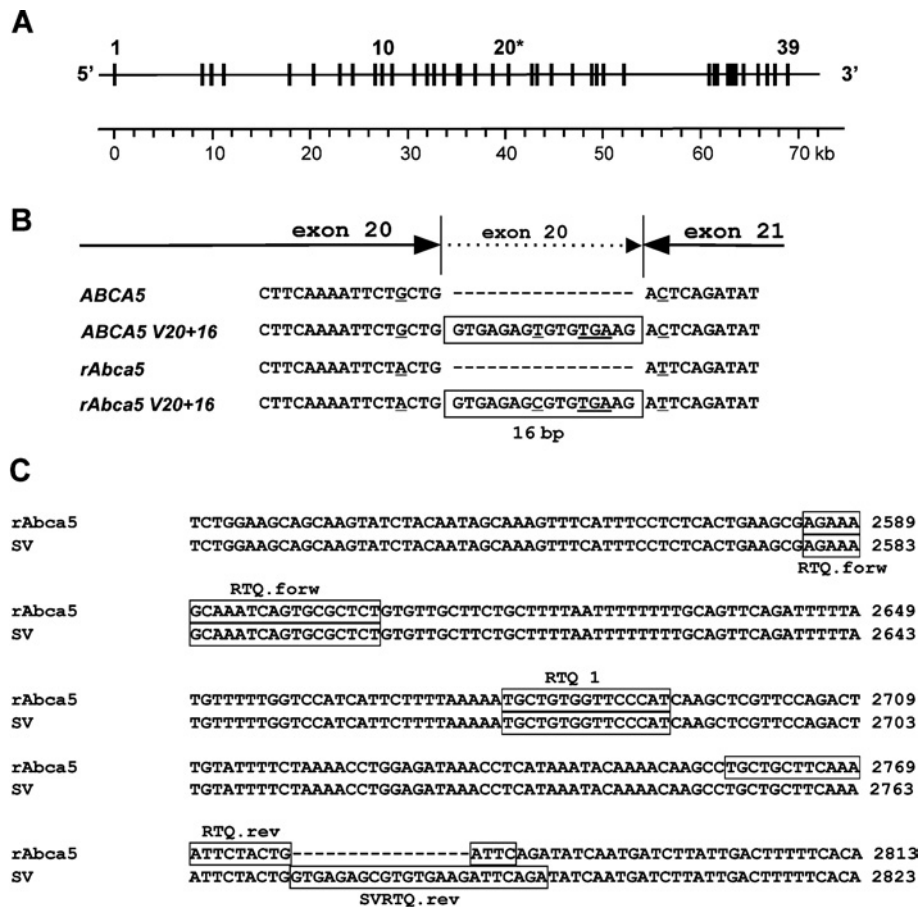 A
1 10 20* 39
5’ 3’
0 10 20 30 40 50 60 70 kb
B
exon 20 exon 20 exon 21
ABCA5 CTTCAAAATTCTGCTG ---------------- ACTCAGATAT
ABCA5 V20+16 CTTCAAAATTCTGCTG GTGAGAGTGTGTGAAG ACTCAGATAT
rAbca5 CTTCAAAATTCTACTG ---------------- ATTCAGATAT
rAbca5 V20+16 CTTCAAAATTCTACTG GTGAGAGCGTGTGAAG ATTCAGATAT
16 bp
C
rAbca5 TCTGGAAGCAGCAAGTATCTACAATAGCAAAGTTTCATTTCCTCTCACTGAAGCGAGAAA 2589
SV TCTGGAAGCAGCAAGTATCTACAATAGCAAAGTTTCATTTCCTCTCACTGAAGCGAGAAA 2583
RTQ.forw
RTQ.forw
rAbca5 GCAAATCAGTGCGCTCTGTGTTGCTTCTGCTTTTAATTTTTTTTGCAGTTCAGATTTTTA 2649
SV GCAAATCAGTGCGCTCTGTGTTGCTTCTGCTTTTAATTTTTTTTGCAGTTCAGATTTTTA 2643
RTQ 1
rAbca5 TGTTTTTGGTCCATCATTCTTTTAAAAATGCTGTGGTTCCCATCAAGCTCGTTCCAGACT 2709
SV TGTTTTTGGTCCATCATTCTTTTAAAAATGCTGTGGTTCCCATCAAGCTCGTTCCAGACT 2703
rAbca5 TGTATTTTCTAAAACCTGGAGATAAACCTCATAAATACAAAACAAGCCTGCTGCTTCAAA 2769
SV TGTATTTTCTAAAACCTGGAGATAAACCTCATAAATACAAAACAAGCCTGCTGCTTCAAA 2763
RTQ.rev
rAbca5 ATTCTACTG----------------ATTCAGATATCAATGATCTTATTGACTTTTTCACA 2813
SV ATTCTACTGGTGAGAGCGTGTGAAGATTCAGATATCAATGATCTTATTGACTTTTTCACA 2823
SVRTQ.rev